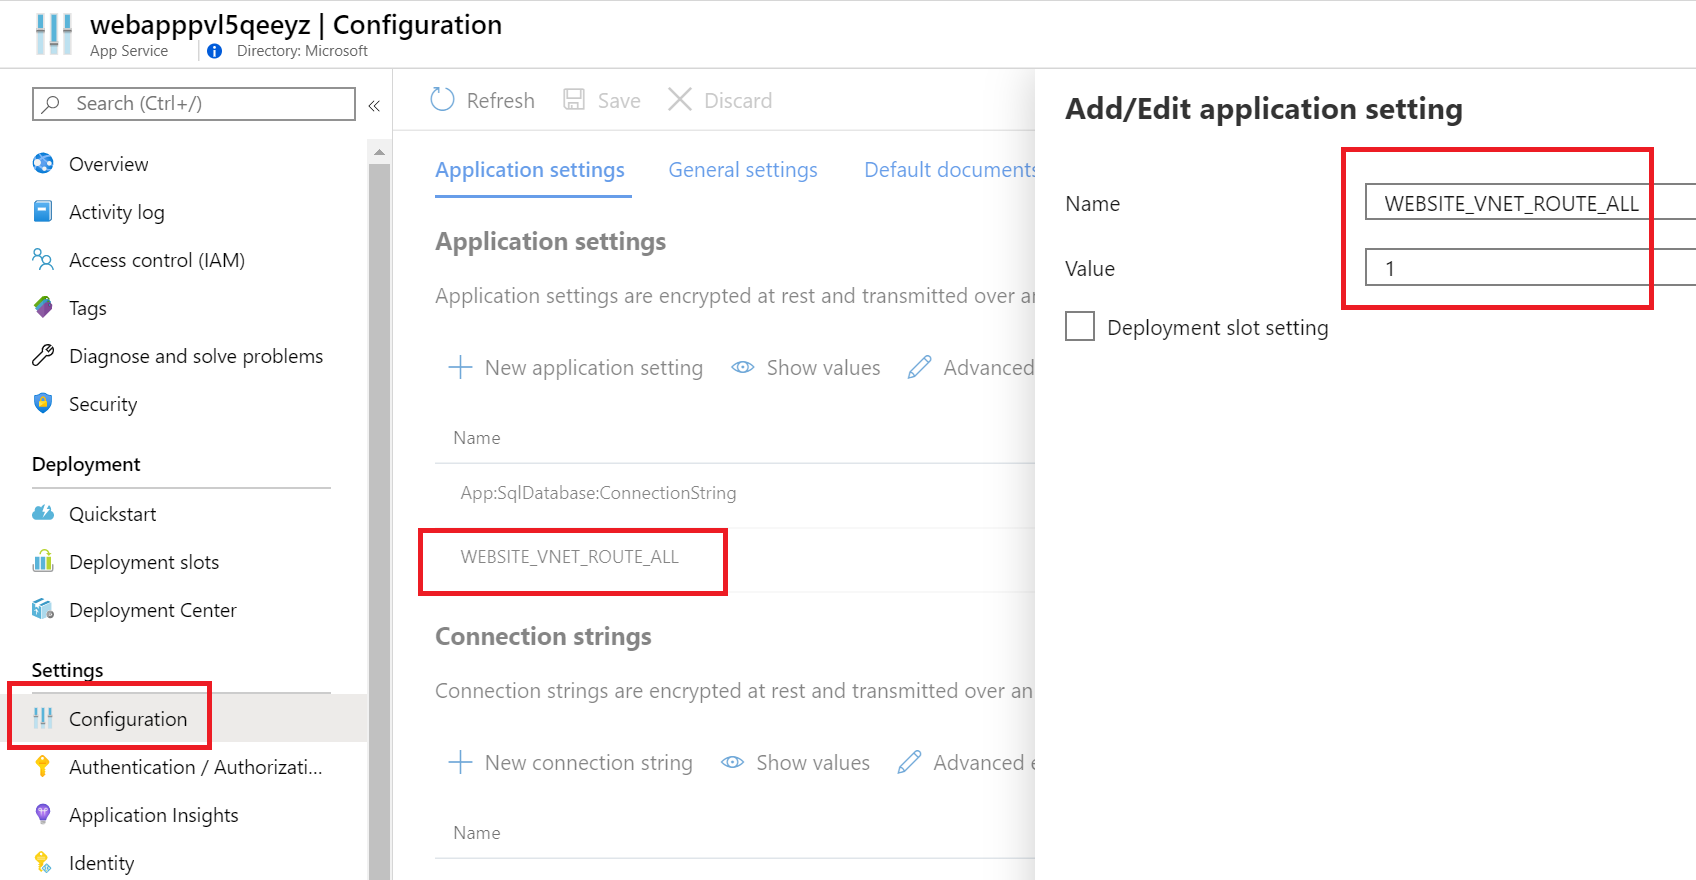 webapppvl5qeeyz | Configuration
App Service
Directory: Microsoft
Search (Ctrl+/)
«
Overview
Activity log
Access control (IAM)
Tags
Diagnose and solve problems
Security
Deployment
Quickstart
Deployment slots
Deployment Center
Settings
Configuration
Authentication / Authorizati...
Application Insights
Identity
Refresh
Save
Discard
Application settings
General settings
Default documents
Application settings
Application settings are encrypted at rest and transmitted over an
New application setting
Show values
Advanced
Name
App:SqlDatabase:ConnectionString
WEBSITE_VNET_ROUTE_ALL
Connection strings
Connection strings are encrypted at rest and transmitted over an
New connection string
Show values
Advanced e
Name
Add/Edit application setting
Name
WEBSITE_VNET_ROUTE_ALL
Value
1
Deployment slot setting